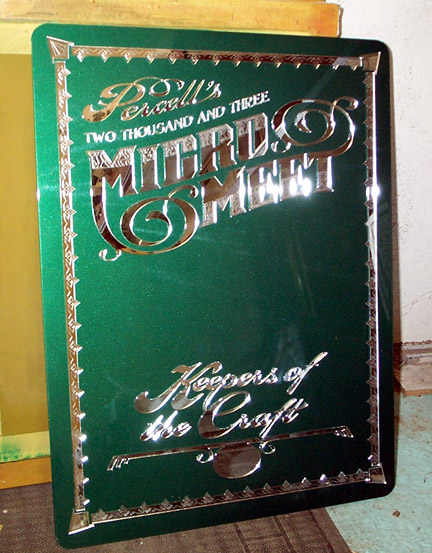 Percell's
TWO THOUSAND AND THREE
MICRO
MEET
Keepers of
the Craft